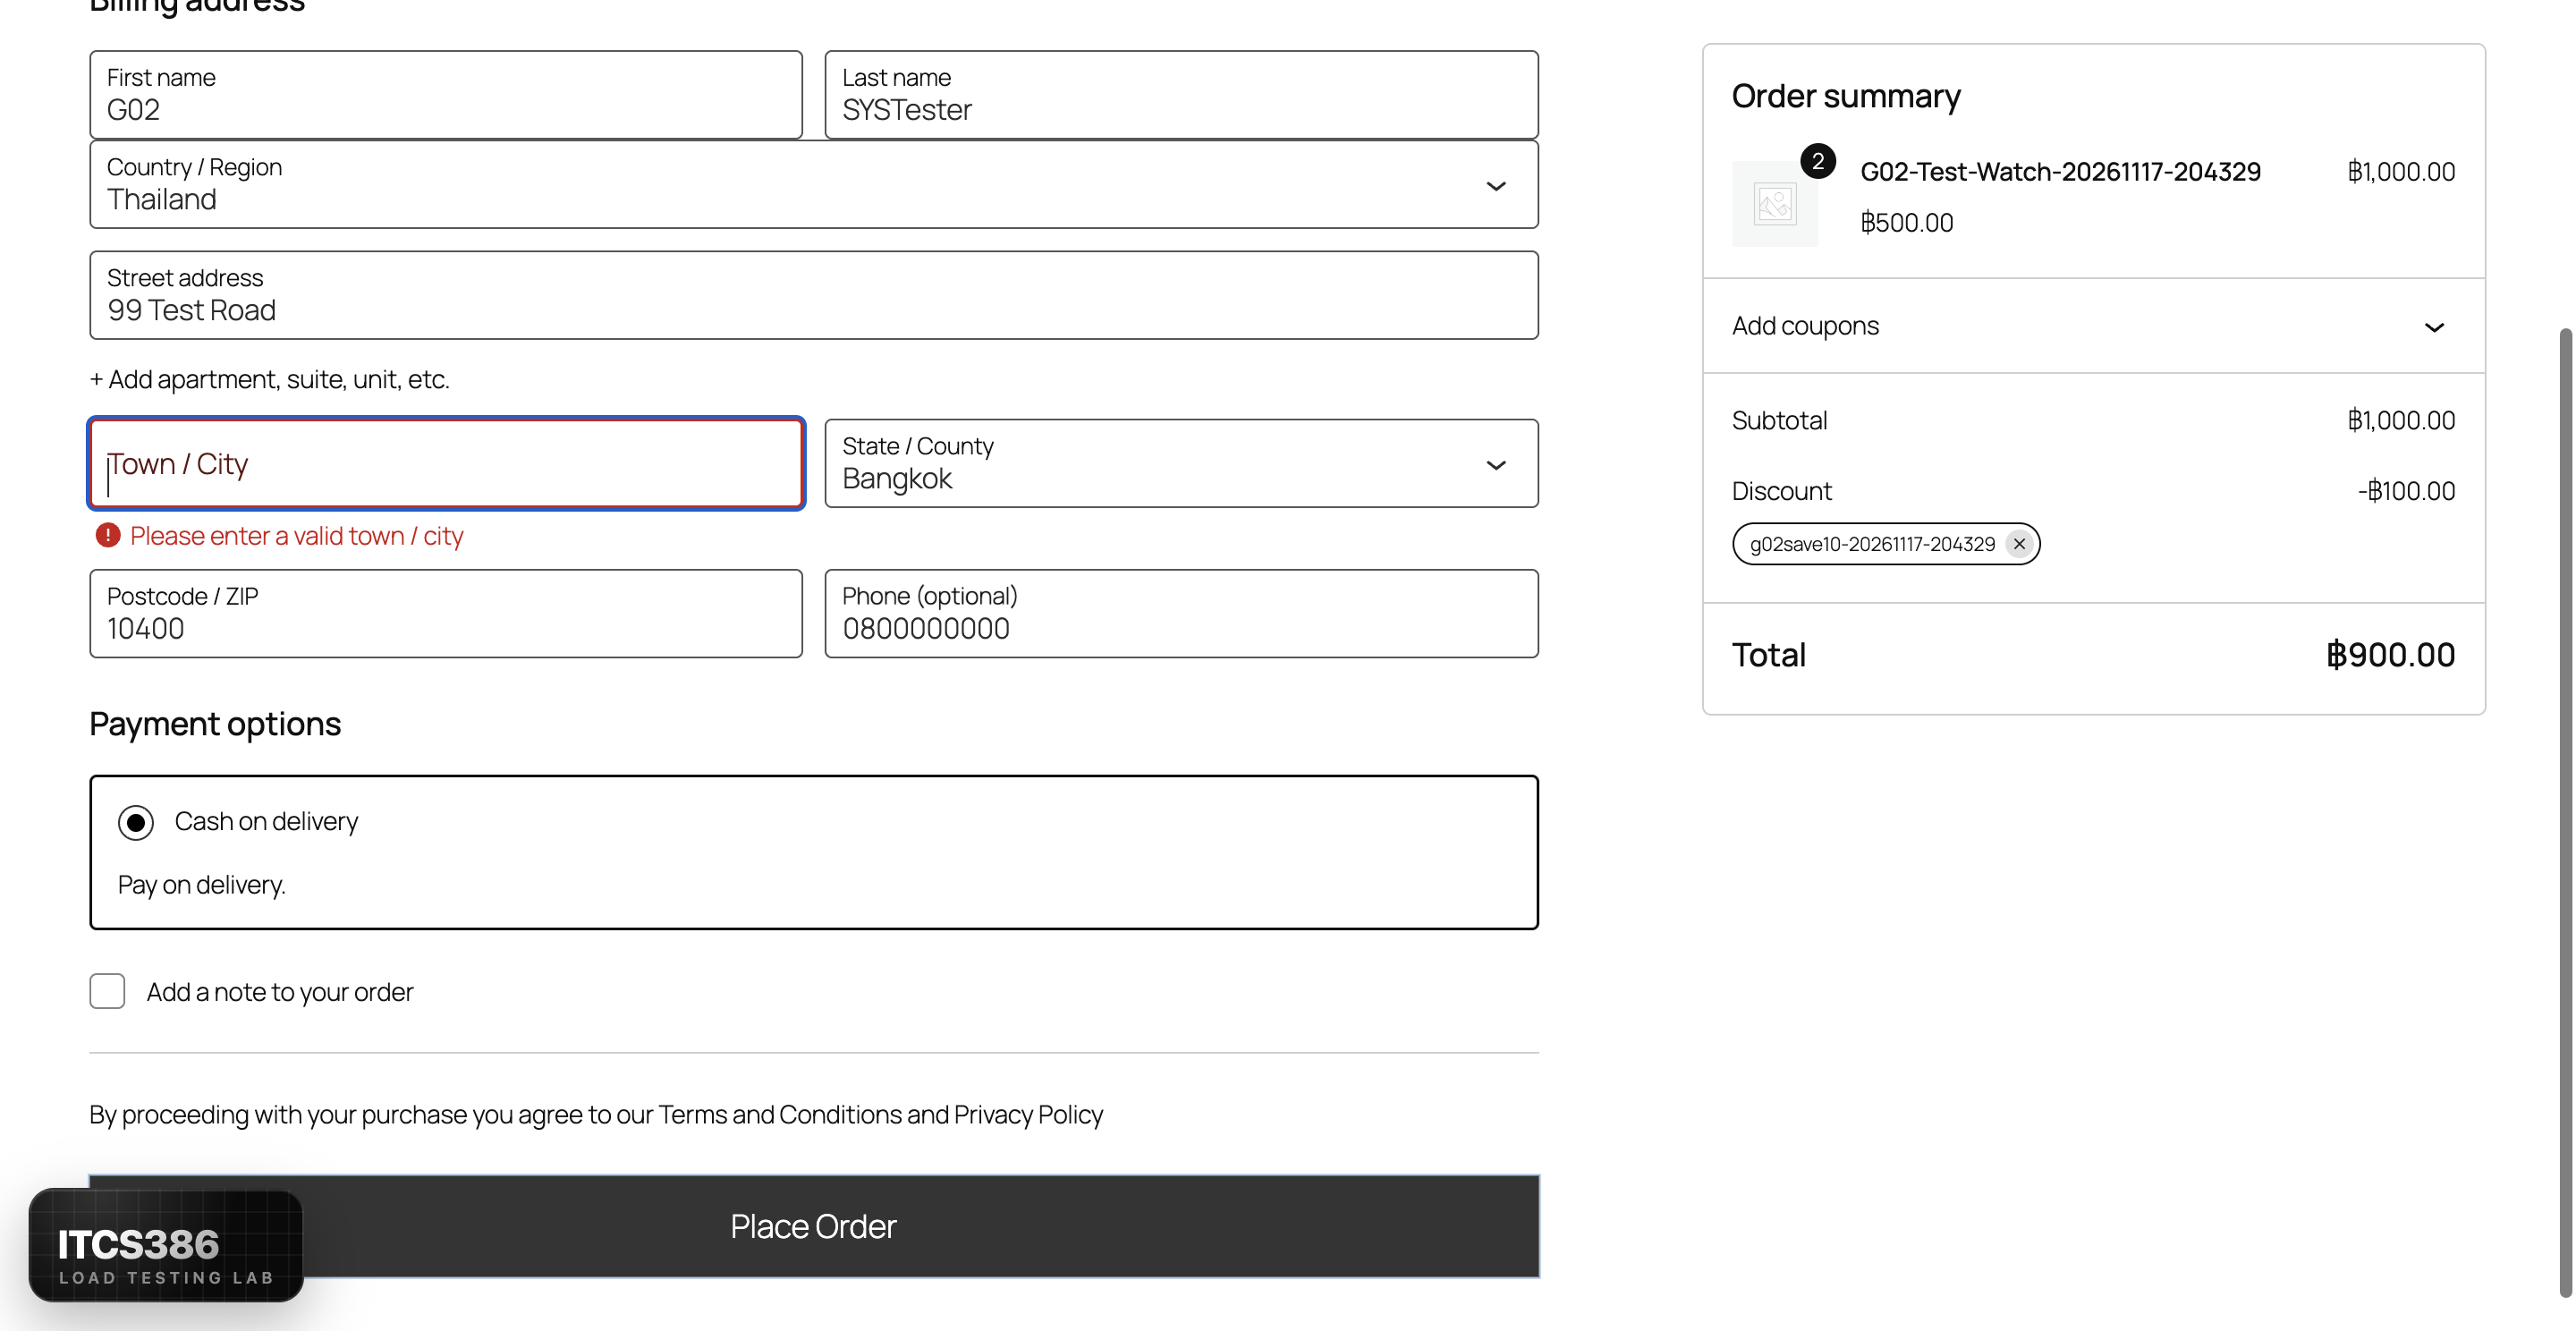 Billing address
First name
G02
Last name
SYSTester
Country / Region
Thailand
Street address
99 Test Road
+ Add apartment, suite, unit, etc.
Town / City
State / County
Bangkok
Please enter a valid town / city
Postcode / ZIP
10400
Phone (optional)
0800000000
Payment options
Cash on delivery
Pay on delivery.
Add a note to your order
By proceeding with your purchase you agree to our Terms and Conditions and Privacy Policy
Place Order
ITCS386
LOAD TESTING LAB
Order summary
2
G02-Test-Watch-20261117-204329
฿1,000.00
฿500.00
Add coupons
Subtotal
฿1,000.00
Discount
-฿100.00
g02save10-20261117-204329
Total
฿900.00